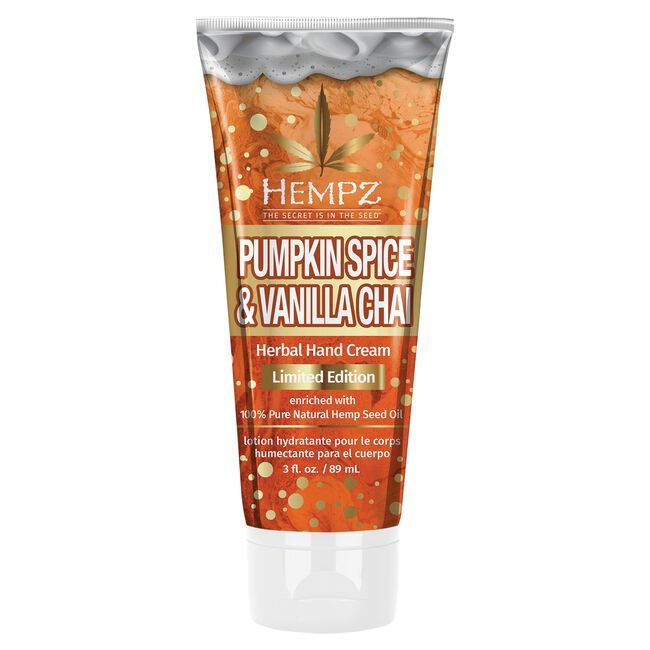 HEMPZ
THE SECRET IS IN THE SEED®
PUMPKIN SPICE
& VANILLA CHAI
Herbal Hand Cream
Limited Edition
enriched with
100% Pure Natural Hemp Seed Oil
lotion hydratante pour le corps
humectante para el cuerpo
3 fl. oz. / 89 mL